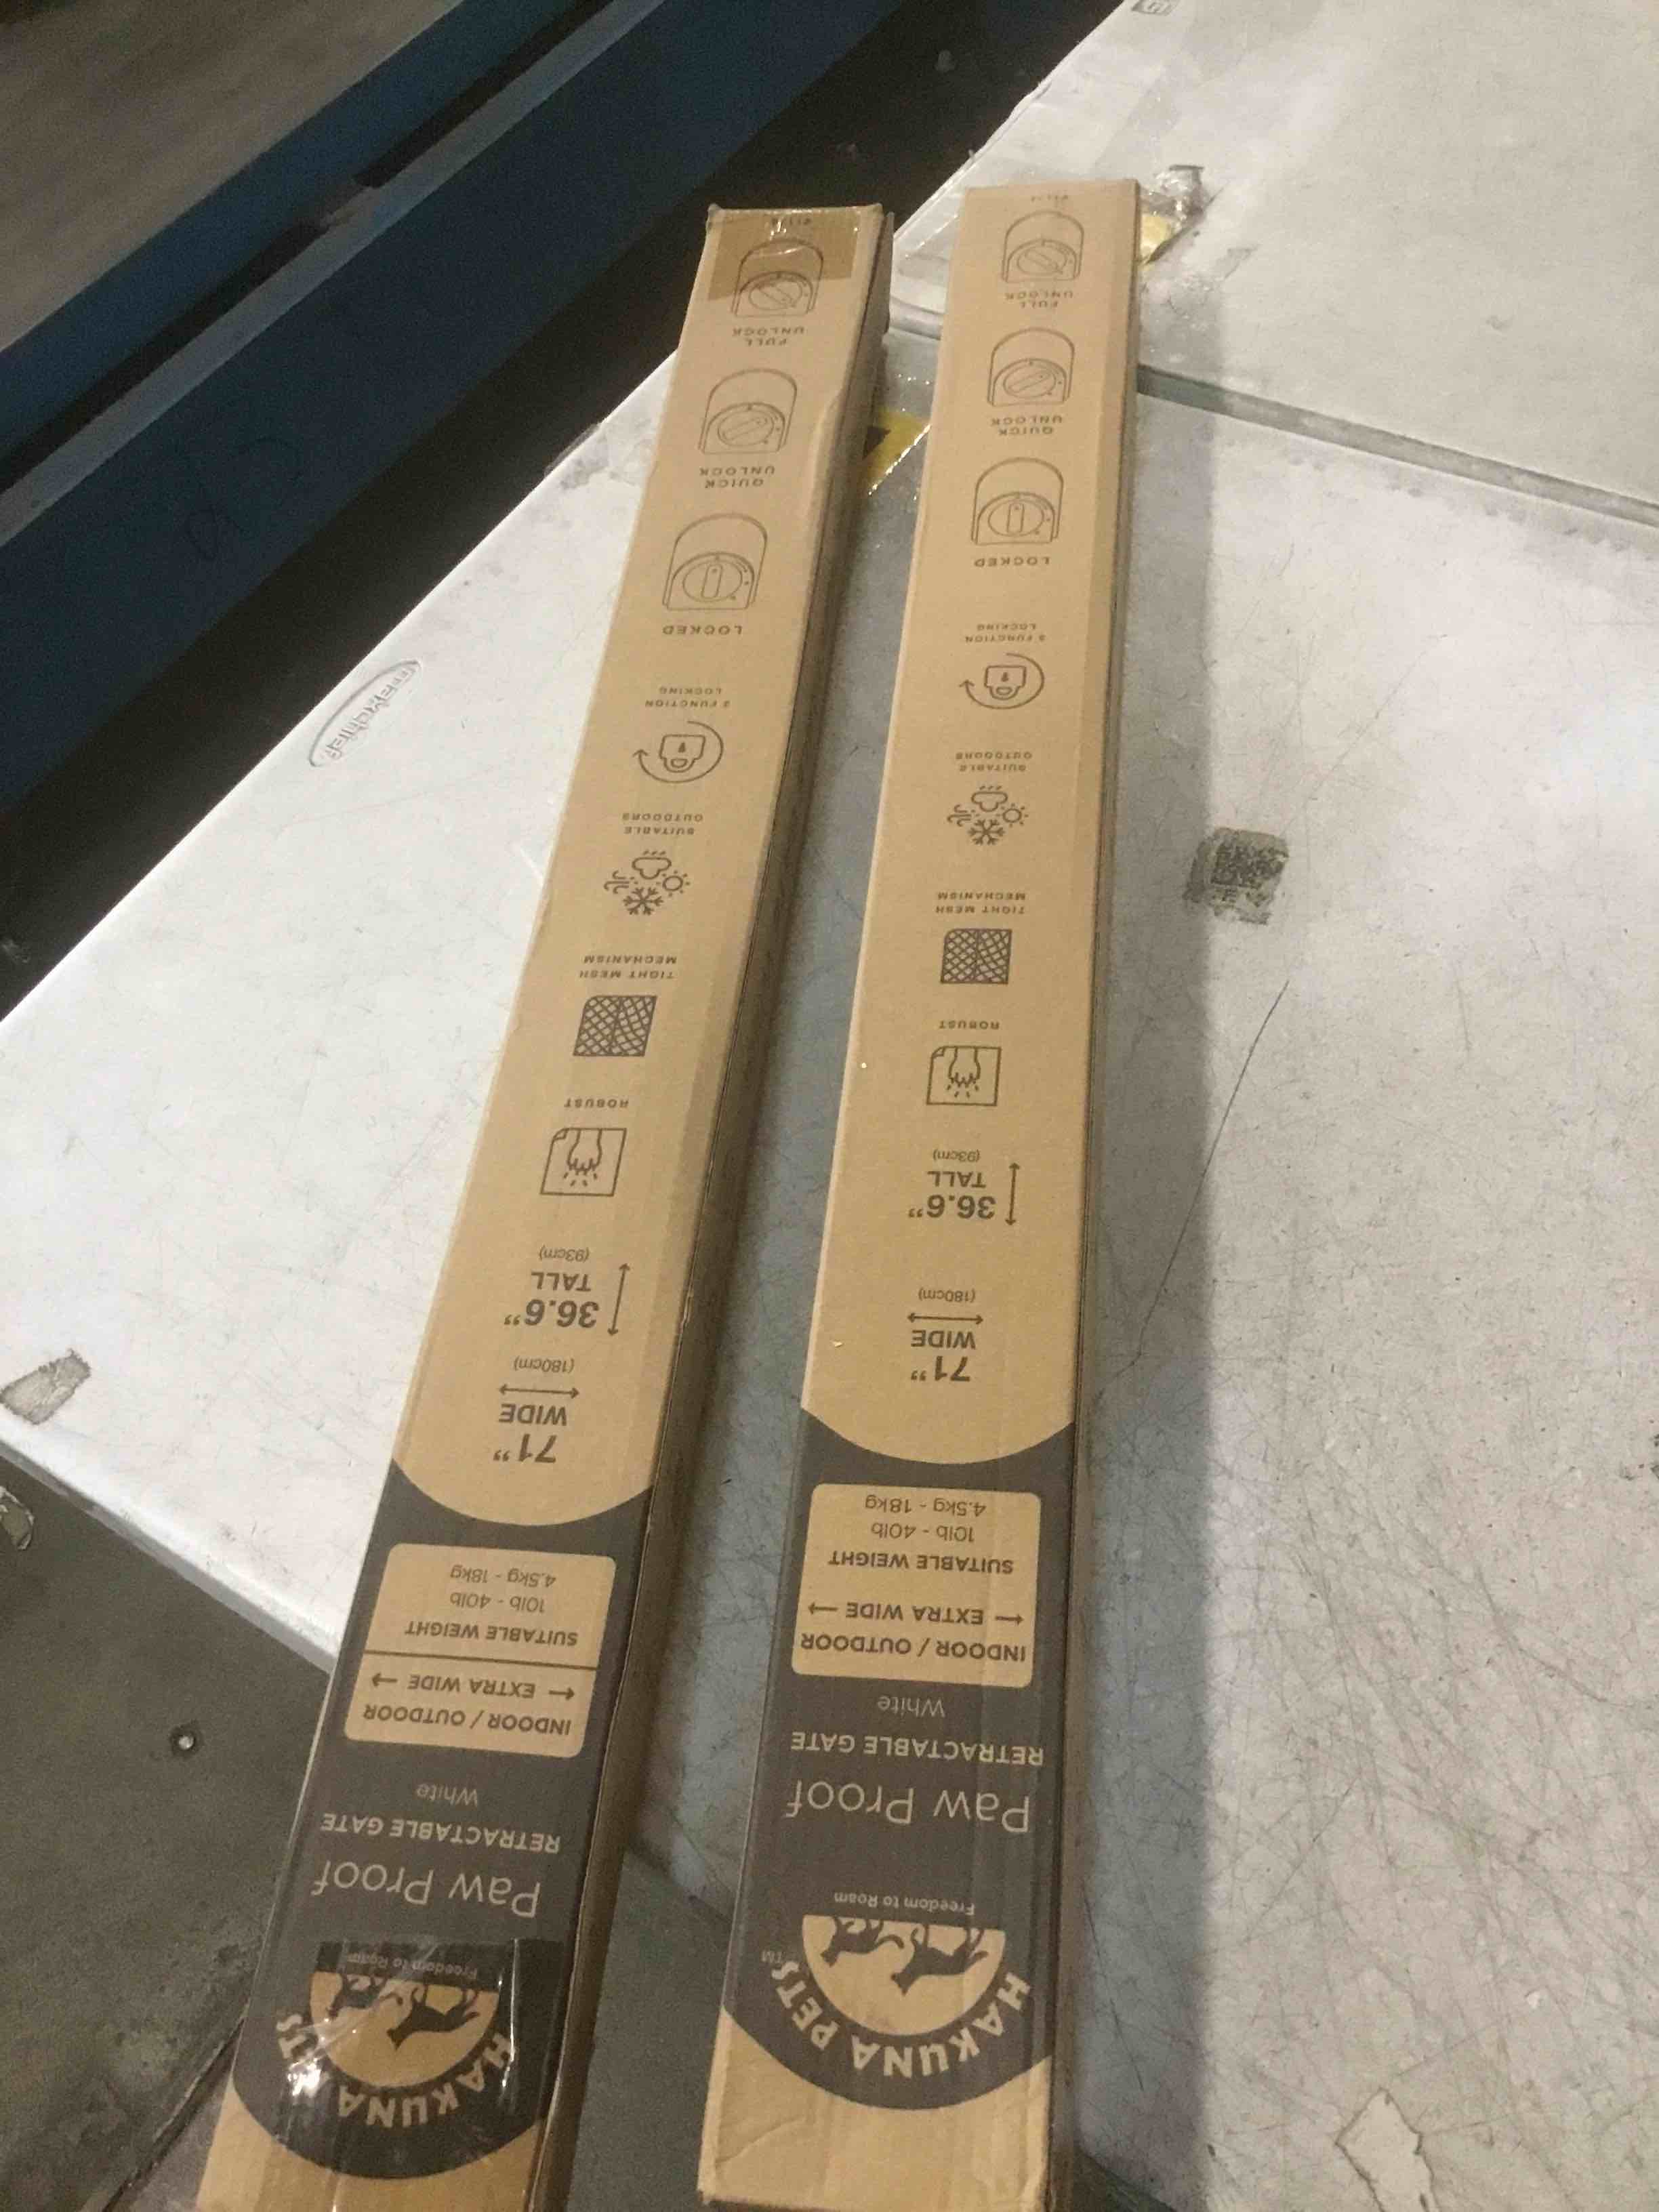 HAKUNA PETS
Freedom to Roam
Paw Proof
RETRACTABLE GATE
White
INDOOR / OUTDOOR
← EXTRA WIDE →
SUITABLE WEIGHT
10lb - 40lb
4.5kg - 18kg
71”
WIDE
(180cm)
36.6”
TALL
(93cm)
ROBUST
TIGHT MESH
MECHANISM
SUITABLE
OUTDOORS
3 FUNCTION
LOCKING
LOCKED
QUICK
UNLOCK
FULL
UNLOCK
HAKUNA PETS™
Freedom to Roam
Paw Proof
RETRACTABLE GATE
White
INDOOR / OUTDOOR
← EXTRA WIDE →
SUITABLE WEIGHT
10lb - 40lb
4.5kg - 18kg
71”
WIDE
(180cm)
36.6”
TALL
(93cm)
ROBUST
TIGHT MESH
MECHANISM
SUITABLE
OUTDOORS
3 FUNCTION
LOCKING
LOCKED
QUICK
UNLOCK
FULL
UNLOCK
maxchief